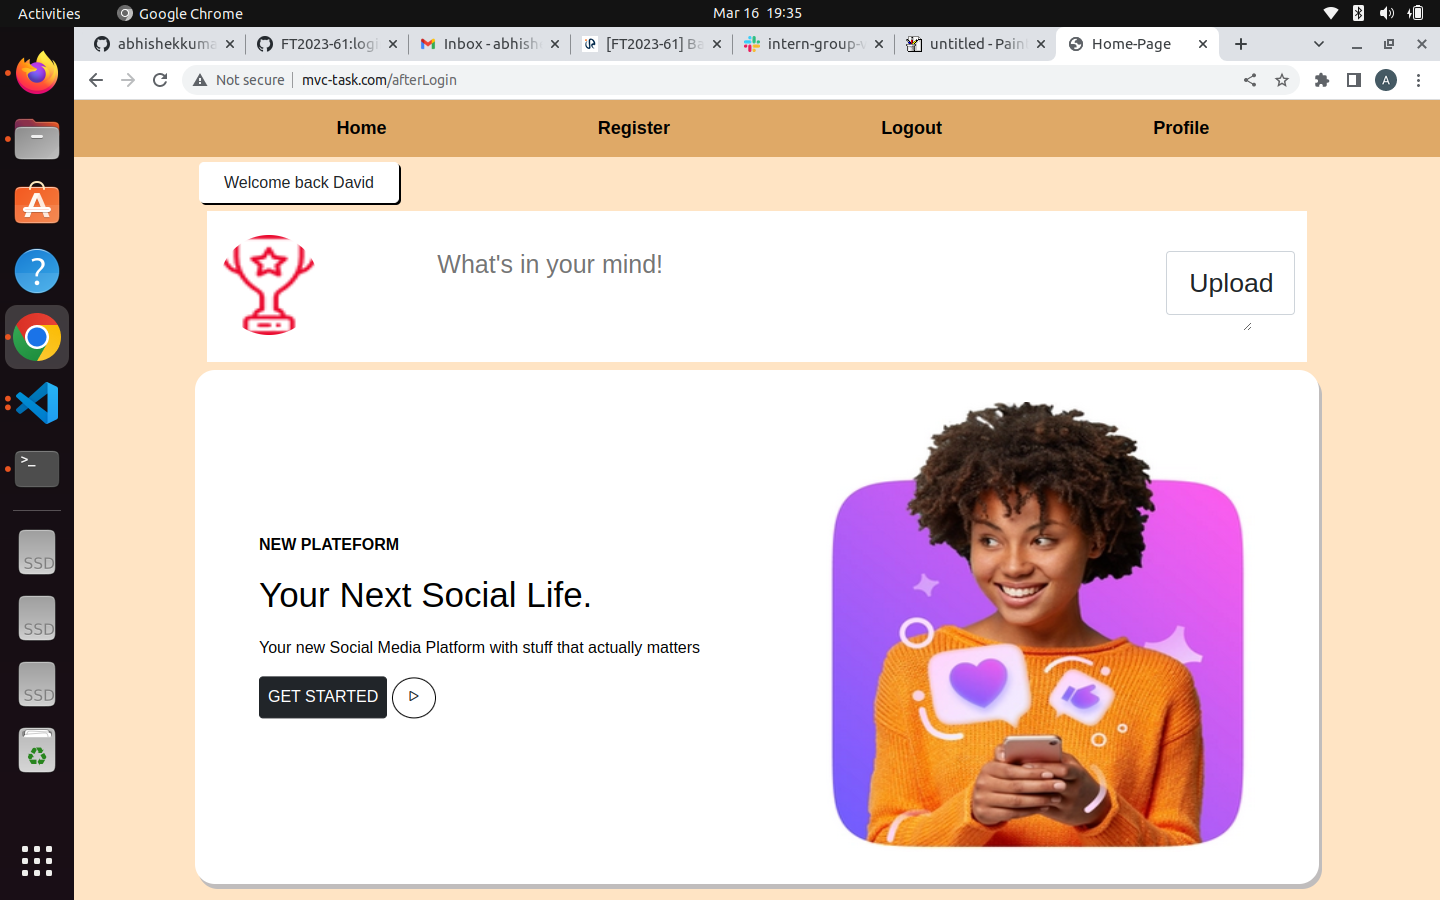 Activities
Google Chrome
Mar 16 19:35
abhishekkuma
FT2023-61:logi
Inbox - abhish
[FT2023-61] Ba
intern-group-
untitled - Pain
Home-Page
Not secure
mvc-task.com/afterLogin
A
Home
Register
Logout
Profile
Welcome back David
What's in your mind!
Upload
NEW PLATEFORM
Your Next Social Life.
Your new Social Media Platform with stuff that actually matters
GET STARTED
SSD
SSD
SSD